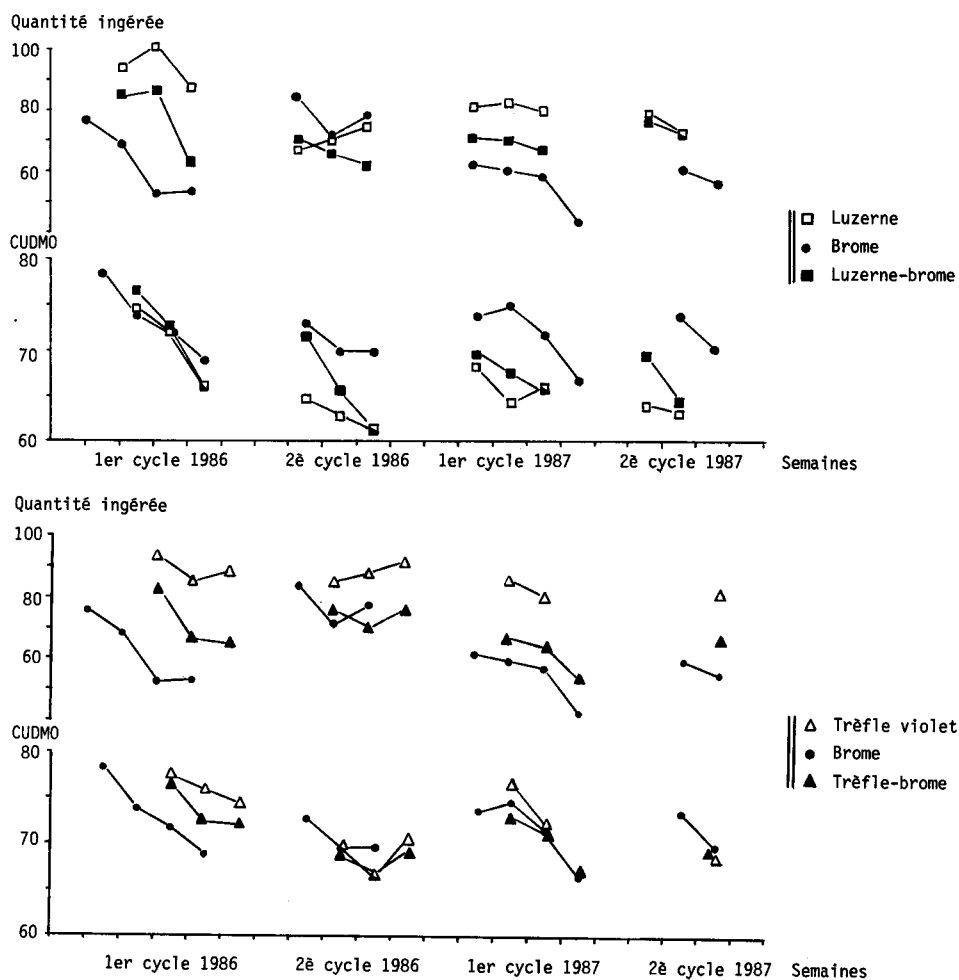 Quantité ingérée
100
80
60
CUDMO
80
70
60
1er cycle 1986
2è cycle 1986
1er cycle 1987
2è cycle 1987
Semaines
Luzerne
Brome
Luzerne-brome
Quantité ingérée
100
80
60
CUDMO
80
70
60
1er cycle 1986
2è cycle 1986
1er cycle 1987
2è cycle 1987
Semaines
Trèfle violet
Brome
Trèfle-brome